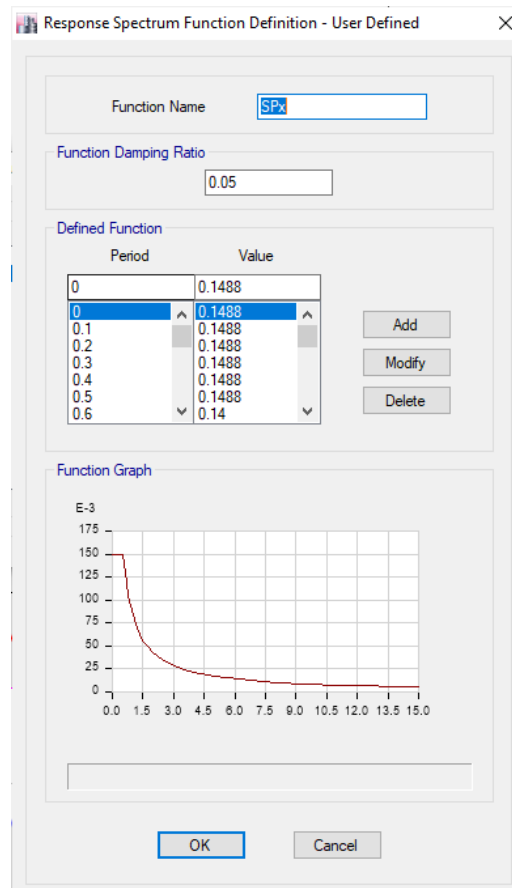 Response Spectrum Function Definition - User Defined
Function Name
SPx
Function Damping Ratio
0.05
Defined Function
Period Value
0 0.1488
0 0.1488
0.1 0.1488
0.2 0.1488
0.3 0.1488
0.4 0.1488
0.5 0.1488
0.6 0.14
Add
Modify
Delete
Function Graph
E-3
175
150
125
100
75
50
25
0
0.0 1.5 3.0 4.5 6.0 7.5 9.0 10.5 12.0 13.5 15.0
OK Cancel